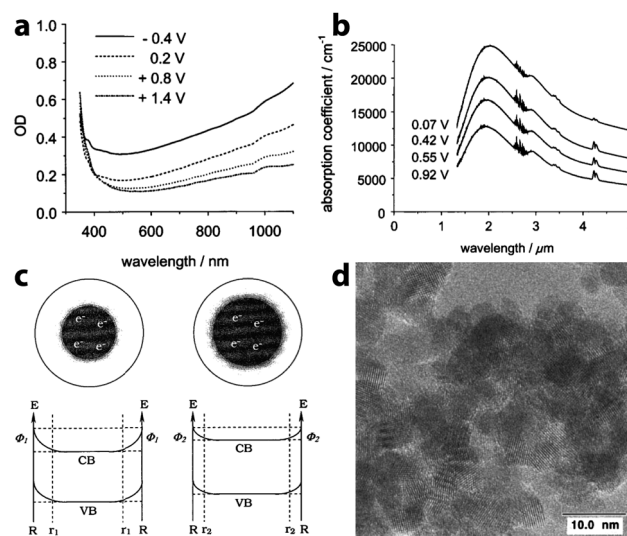 a
OD
1.0
0.8
0.6
0.4
0.2
0.0
- 0.4 V
0.2 V
+ 0.8 V
+ 1.4 V
400
600
800
1000
wavelength / nm
b
absorption coefficient / cm⁻¹
25000
20000
15000
10000
5000
0
0.07 V
0.42 V
0.55 V
0.92 V
0
1
2
3
4
wavelength / µm
c
e⁻ e⁻
e⁻ e⁻
e⁻ e⁻
e⁻ e⁻
E E E E
Φ₁ Φ₁ Φ₂ Φ₂
CB CB
VB VB
R r₁ r₁ R R r₂ r₂ R
d
10.0 nm